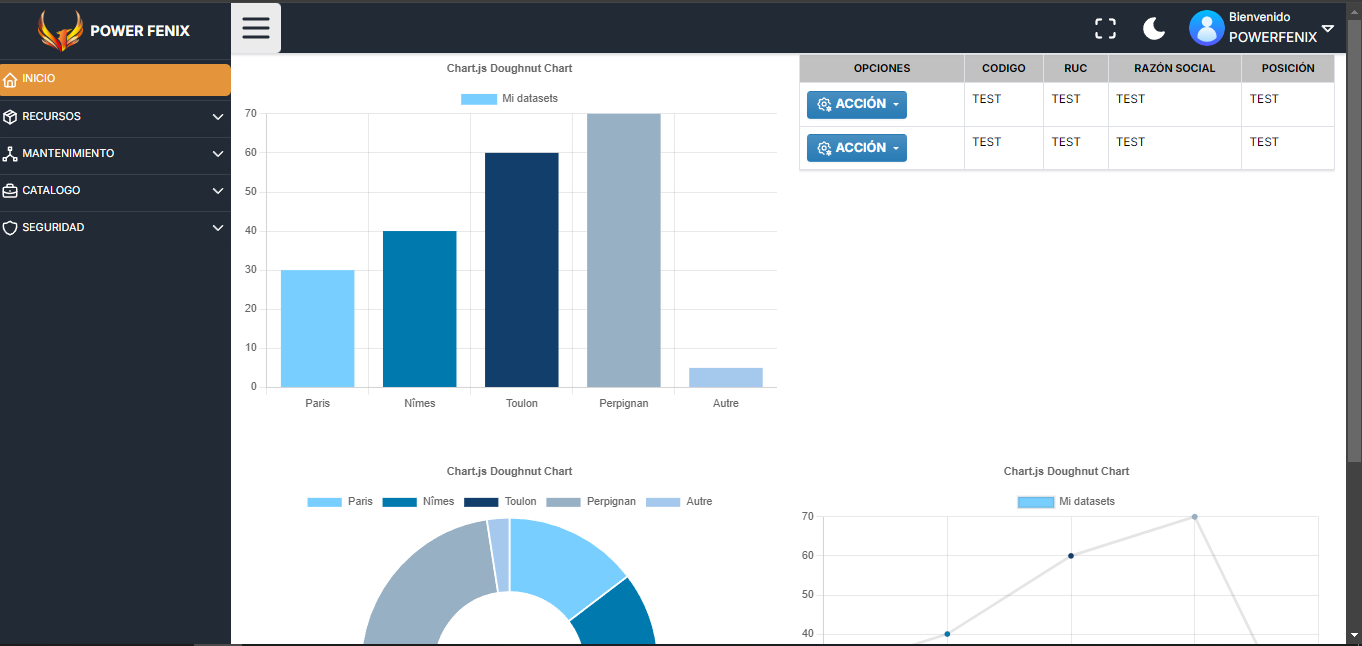 POWER FENIX
Bienvenido
POWERFENIX
INICIO
RECURSOS
MANTENIMIENTO
CATALOGO
SEGURIDAD
Chart.js Doughnut Chart
Mi datasets
70
60
50
40
30
20
10
0
Paris Nîmes Toulon Perpignan Autre
OPCIONES CODIGO RUC RAZÓN SOCIAL POSICIÓN
ACCIÓN TEST TEST TEST TEST
ACCIÓN TEST TEST TEST TEST
Chart.js Doughnut Chart
Paris Nîmes Toulon Perpignan Autre
Chart.js Doughnut Chart
Mi datasets
70
60
50
40